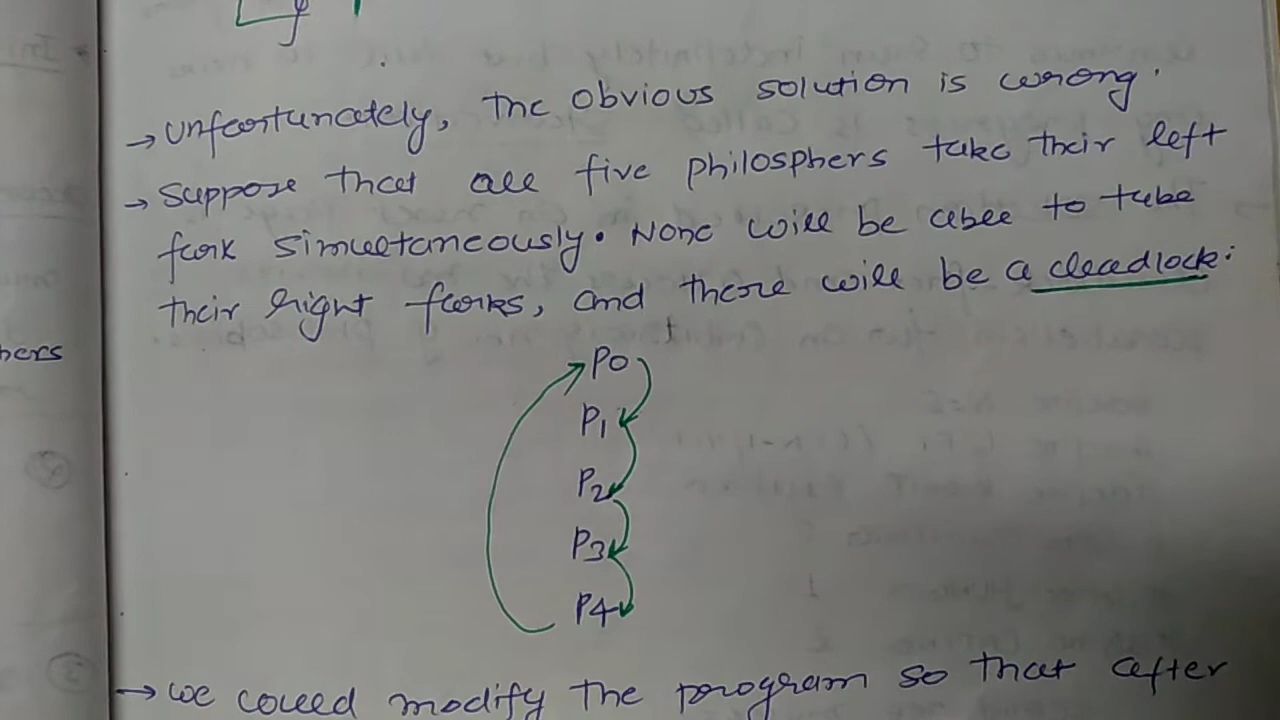 → Unfortunately, the obvious solution is wrong.
→ Suppose that all five philosphers take their left
fork simultaneously. None will be able to take
their right forks, and there will be a deadlock.
P0
P1
P2
P3
P4
hers
→ we could modify the program so that after